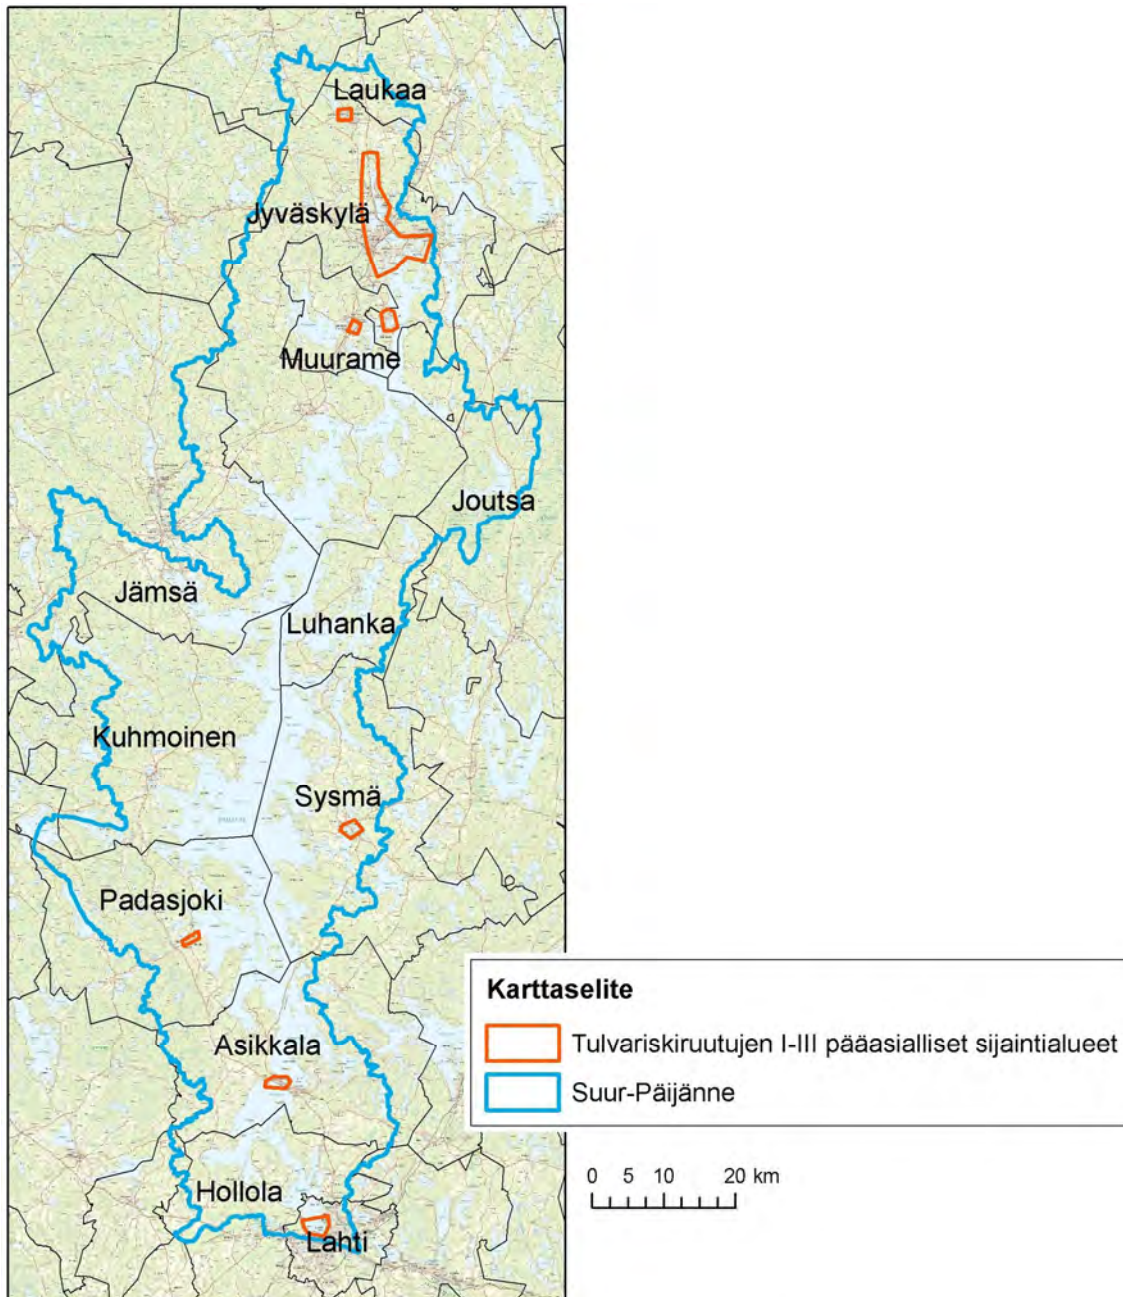 Laukaa
Jyväskylä
Muurame
Joutsa
Jämsä
Luhanka
Kuhmoinen
Sysmä
Padasjoki
Asikkala
Hollola
Lahti
Karttaselite
Tulvariskiruutujen I-III pääasialliset sijaintialueet
Suur-Päijänne
0 5 10 20 km